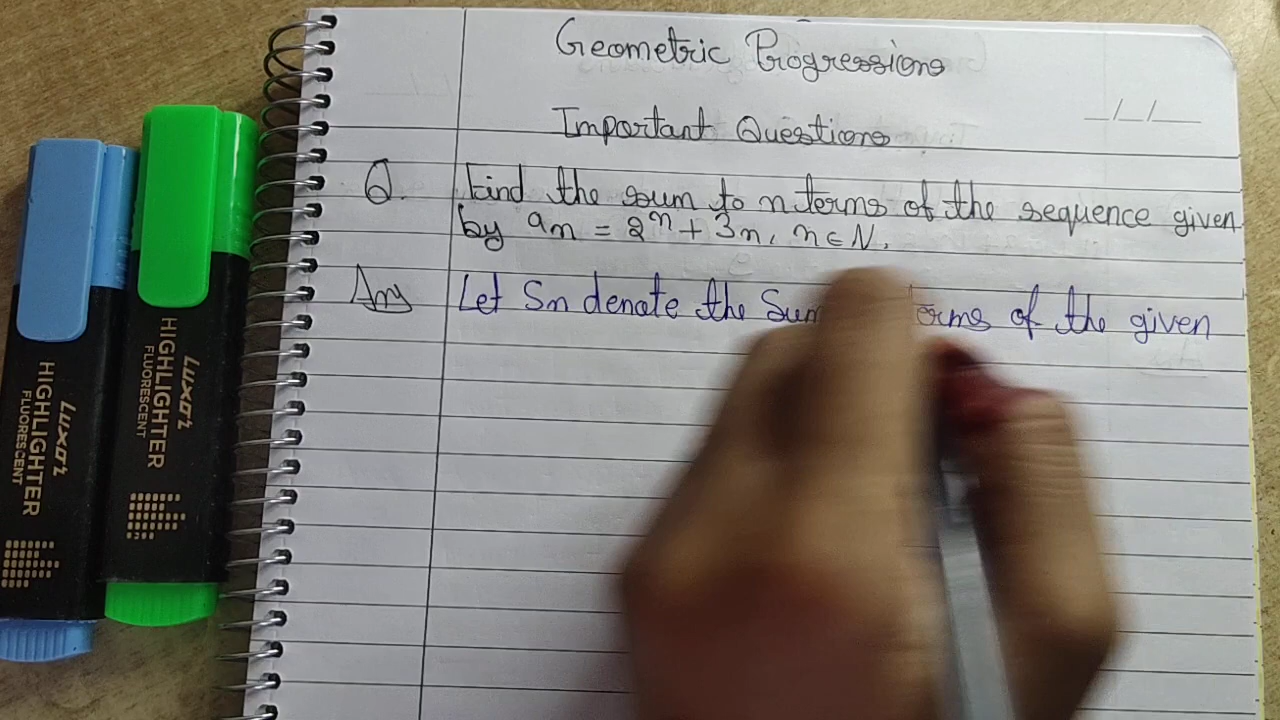 Geometric Progressions
Important Questions
_/_/_
Q. Find the sum to n terms of the sequence given
by an = 2ⁿ + 3n, n ∈ N.
Ans Let Sn denote the Sum terms of the given
LUXOR
HIGHLIGHTER
FLUORESCENT
LUXOR
HIGHLIGHTER
FLUORESCENT